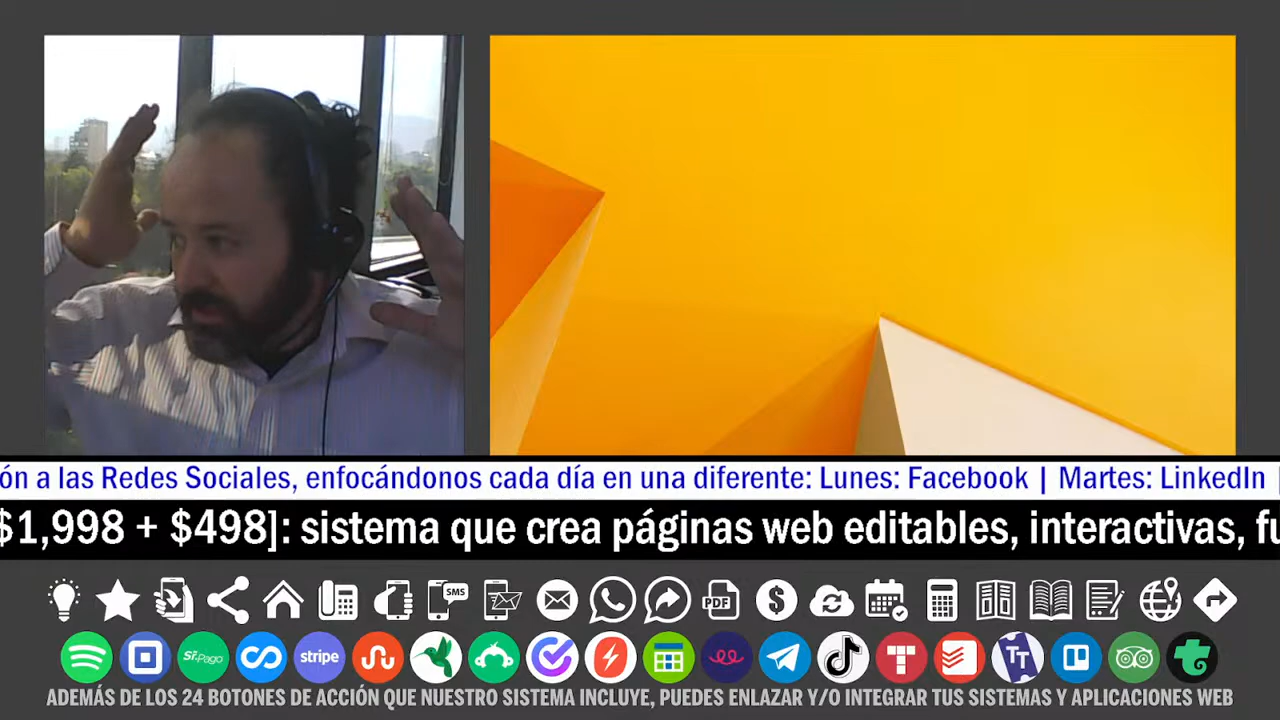 ón a las Redes Sociales, enfocándonos cada día en una diferente: Lunes: Facebook | Martes: LinkedIn |
$1,998 + $498]: sistema que crea páginas web editables, interactivas, fu
SMS
PDF
$
Sr.Pago
stripe
T
TT
ADEMÁS DE LOS 24 BOTONES DE ACCIÓN QUE NUESTRO SISTEMA INCLUYE, PUEDES ENLAZAR Y/O INTEGRAR TUS SISTEMAS Y APLICACIONES WEB